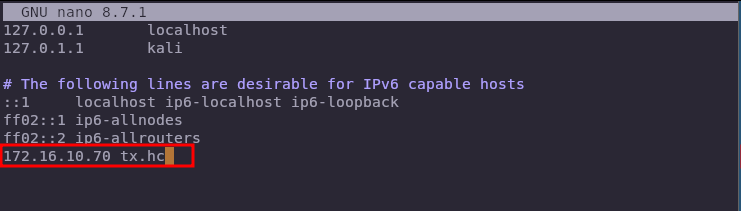 GNU nano 8.7.1
127.0.0.1       localhost
127.0.1.1       kali
# The following lines are desirable for IPv6 capable hosts
::1     localhost ip6-localhost ip6-loopback
ff02::1 ip6-allnodes
ff02::2 ip6-allrouters
172.16.10.70 tx.hc